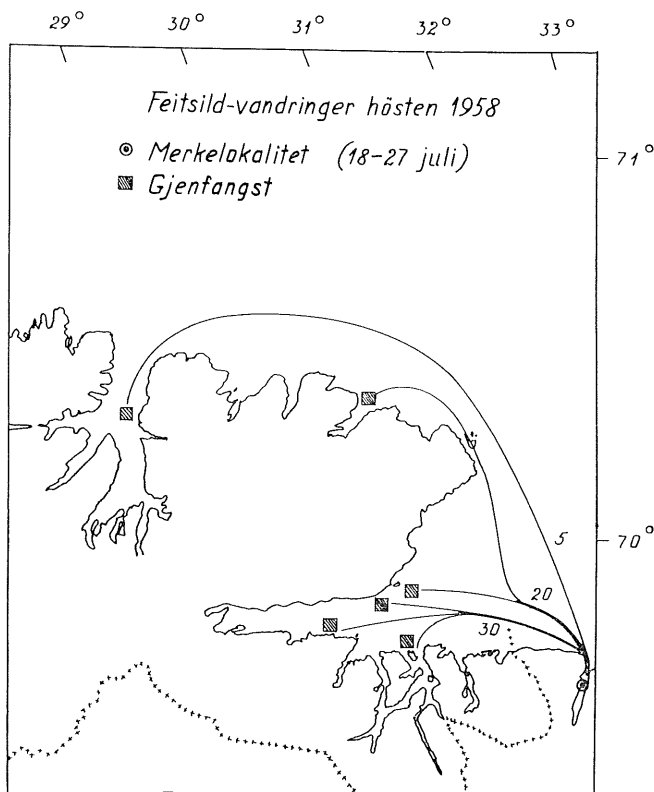 29° 30° 31° 32° 33°
Feitsild-vandringer hösten 1958
Merkelokalitet (18-27 juli)
71°
Gjenfangst
5
70°
20
30